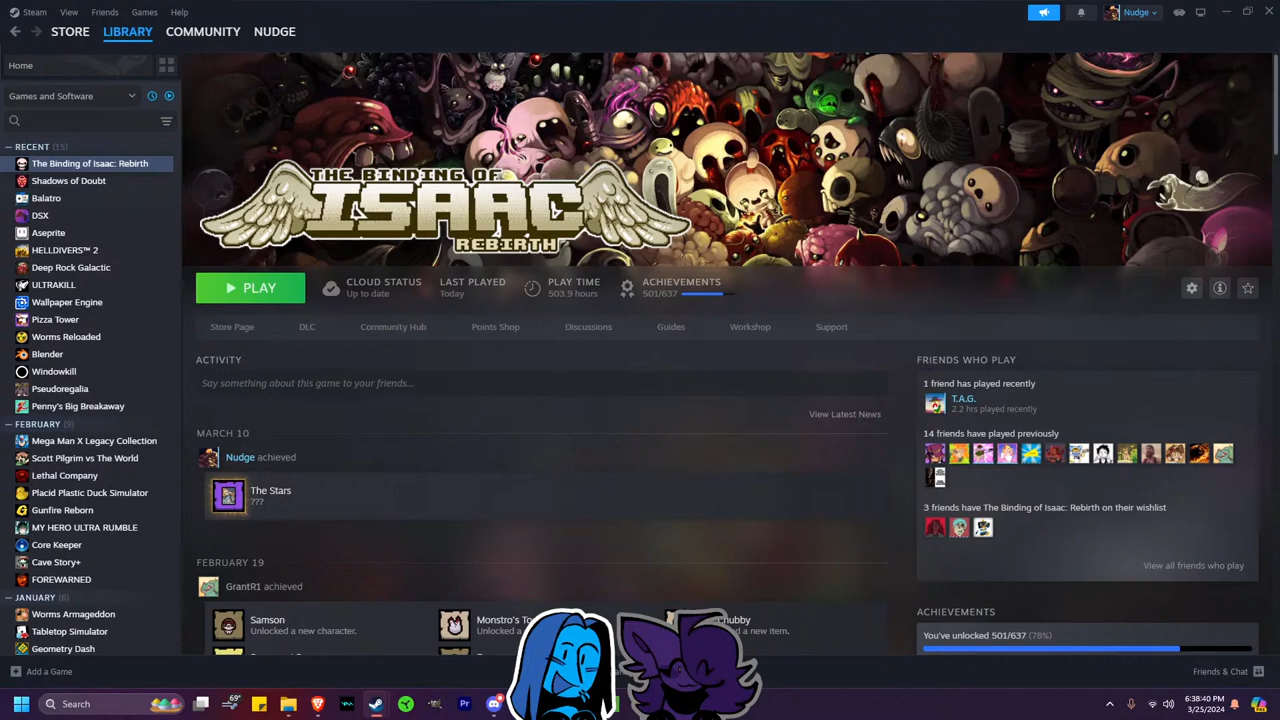 Steam View Friends Games Help
Nudge
STORE LIBRARY COMMUNITY NUDGE
Home
Games and Software
RECENT (15)
The Binding of Isaac: Rebirth
Shadows of Doubt
Balatro
DSX
Aseprite
HELLDIVERS™ 2
Deep Rock Galactic
ULTRAKILL
Wallpaper Engine
Pizza Tower
Worms Reloaded
Blender
Windowkill
Pseudoregalia
Penny's Big Breakaway
FEBRUARY (9)
Mega Man X Legacy Collection
Scott Pilgrim vs The World
Lethal Company
Placid Plastic Duck Simulator
Gunfire Reborn
MY HERO ULTRA RUMBLE
Core Keeper
Cave Story+
FOREWARNED
JANUARY (6)
Worms Armageddon
Tabletop Simulator
Geometry Dash
Add a Game
THE BINDING OF
ISAAC
REBIRTH
PLAY
CLOUD STATUS
Up to date
LAST PLAYED
Today
PLAY TIME
503.9 hours
ACHIEVEMENTS
501/637
Store Page DLC Community Hub Points Shop Discussions Guides Workshop Support
ACTIVITY
Say something about this game to your friends...
View Latest News
MARCH 10
Nudge achieved
The Stars
???
FEBRUARY 19
GrantR1 achieved
Samson
Unlocked a new character.
Monstro's
Unlocked a
new item.
FRIENDS WHO PLAY
1 friend has played recently
T.A.G.
2.2 hrs played recently
14 friends have played previously
3 friends have The Binding of Isaac: Rebirth on their wishlist
View all friends who play
ACHIEVEMENTS
You've unlocked 501/637 (78%)
Friends & Chat
Search
69°
6:38:40 PM
3/25/2024